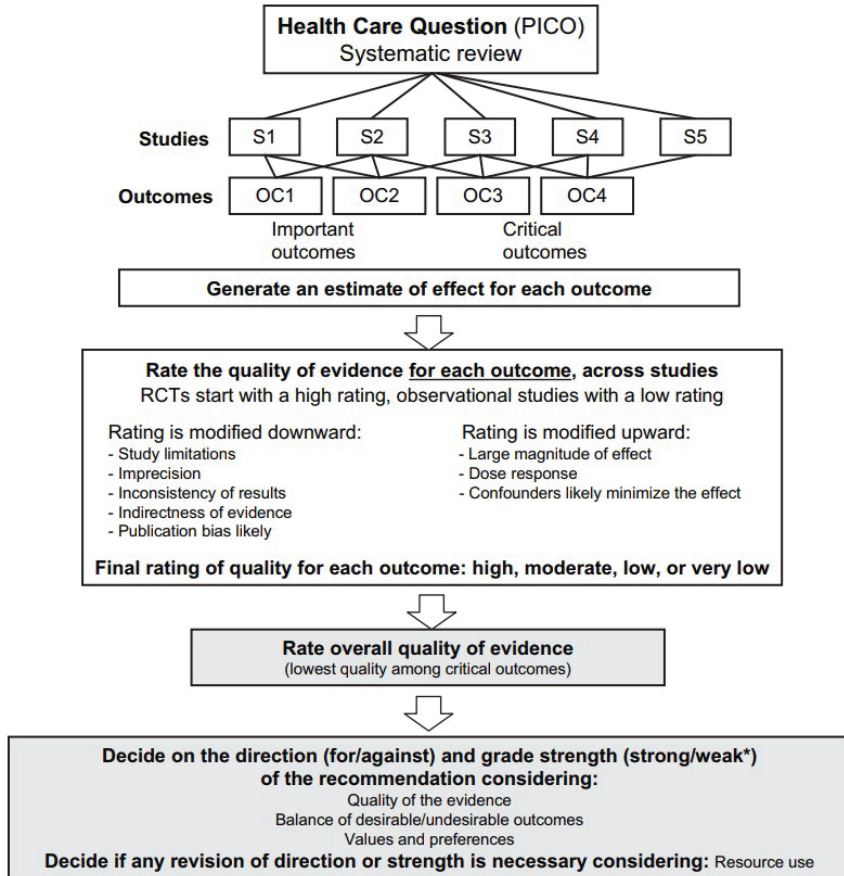 Health Care Question (PICO)
Systematic review
Studies
S1
S2
S3
S4
S5
Outcomes
OC1
OC2
OC3
OC4
Important
outcomes
Critical
outcomes
Generate an estimate of effect for each outcome
Rate the quality of evidence for each outcome, across studies
RCTs start with a high rating, observational studies with a low rating
Rating is modified downward:
- Study limitations
- Imprecision
- Inconsistency of results
- Indirectness of evidence
- Publication bias likely
Rating is modified upward:
- Large magnitude of effect
- Dose response
- Confounders likely minimize the effect
Final rating of quality for each outcome: high, moderate, low, or very low
Rate overall quality of evidence
(lowest quality among critical outcomes)
Decide on the direction (for/against) and grade strength (strong/weak*)
of the recommendation considering:
Quality of the evidence
Balance of desirable/undesirable outcomes
Values and preferences
Decide if any revision of direction or strength is necessary considering: Resource use